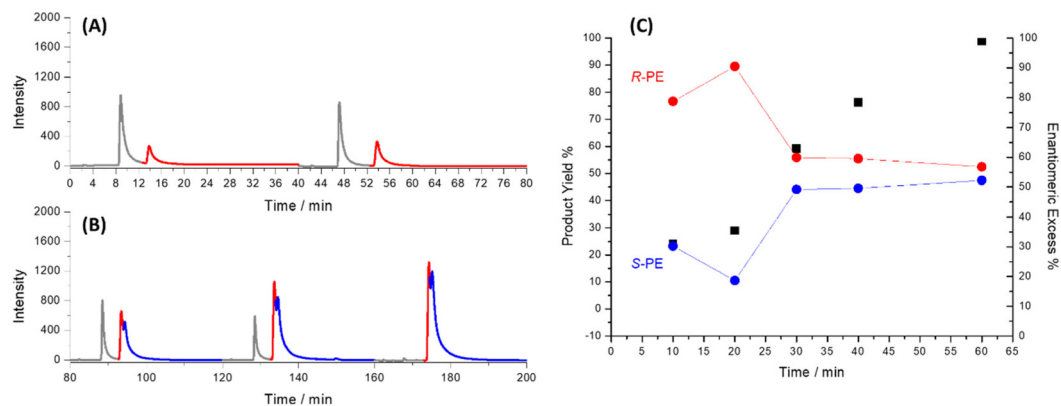 (A)
Intensity
2000
1600
1200
800
400
0
0 4 8 12 16 20 24 28 32 36 40 44 48 52 56 60 64 68 72 76 80
Time / min
(B)
Intensity
2000
1600
1200
800
400
0
80 100 120 140 160 180 200
Time / min
(C)
Product Yield %
100
90
80
70
60
50
40
30
20
10
0
-10
R-PE
S-PE
0 5 10 15 20 25 30 35 40 45 50 55 60 65
Time / min
100
90
80
70
60
50
40
30
20
10
0
Enantiomeric Excess %